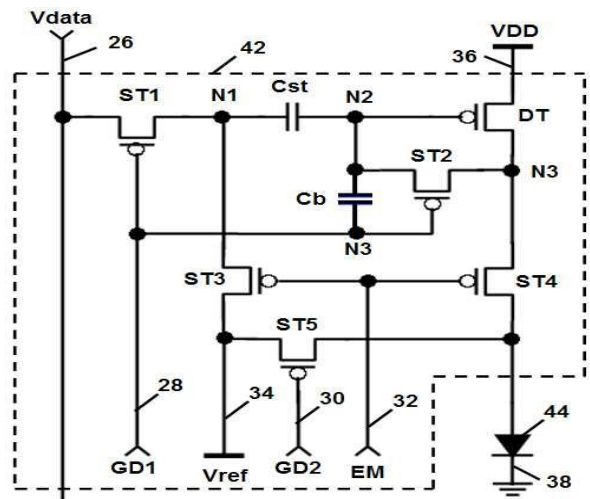 Vdata
26
42
VDD
36
ST1
N1
Cst
N2
DT
ST2
N3
Cb
N3
ST3
ST4
ST5
28
34
30
32
44
38
GD1
Vref
GD2
EM